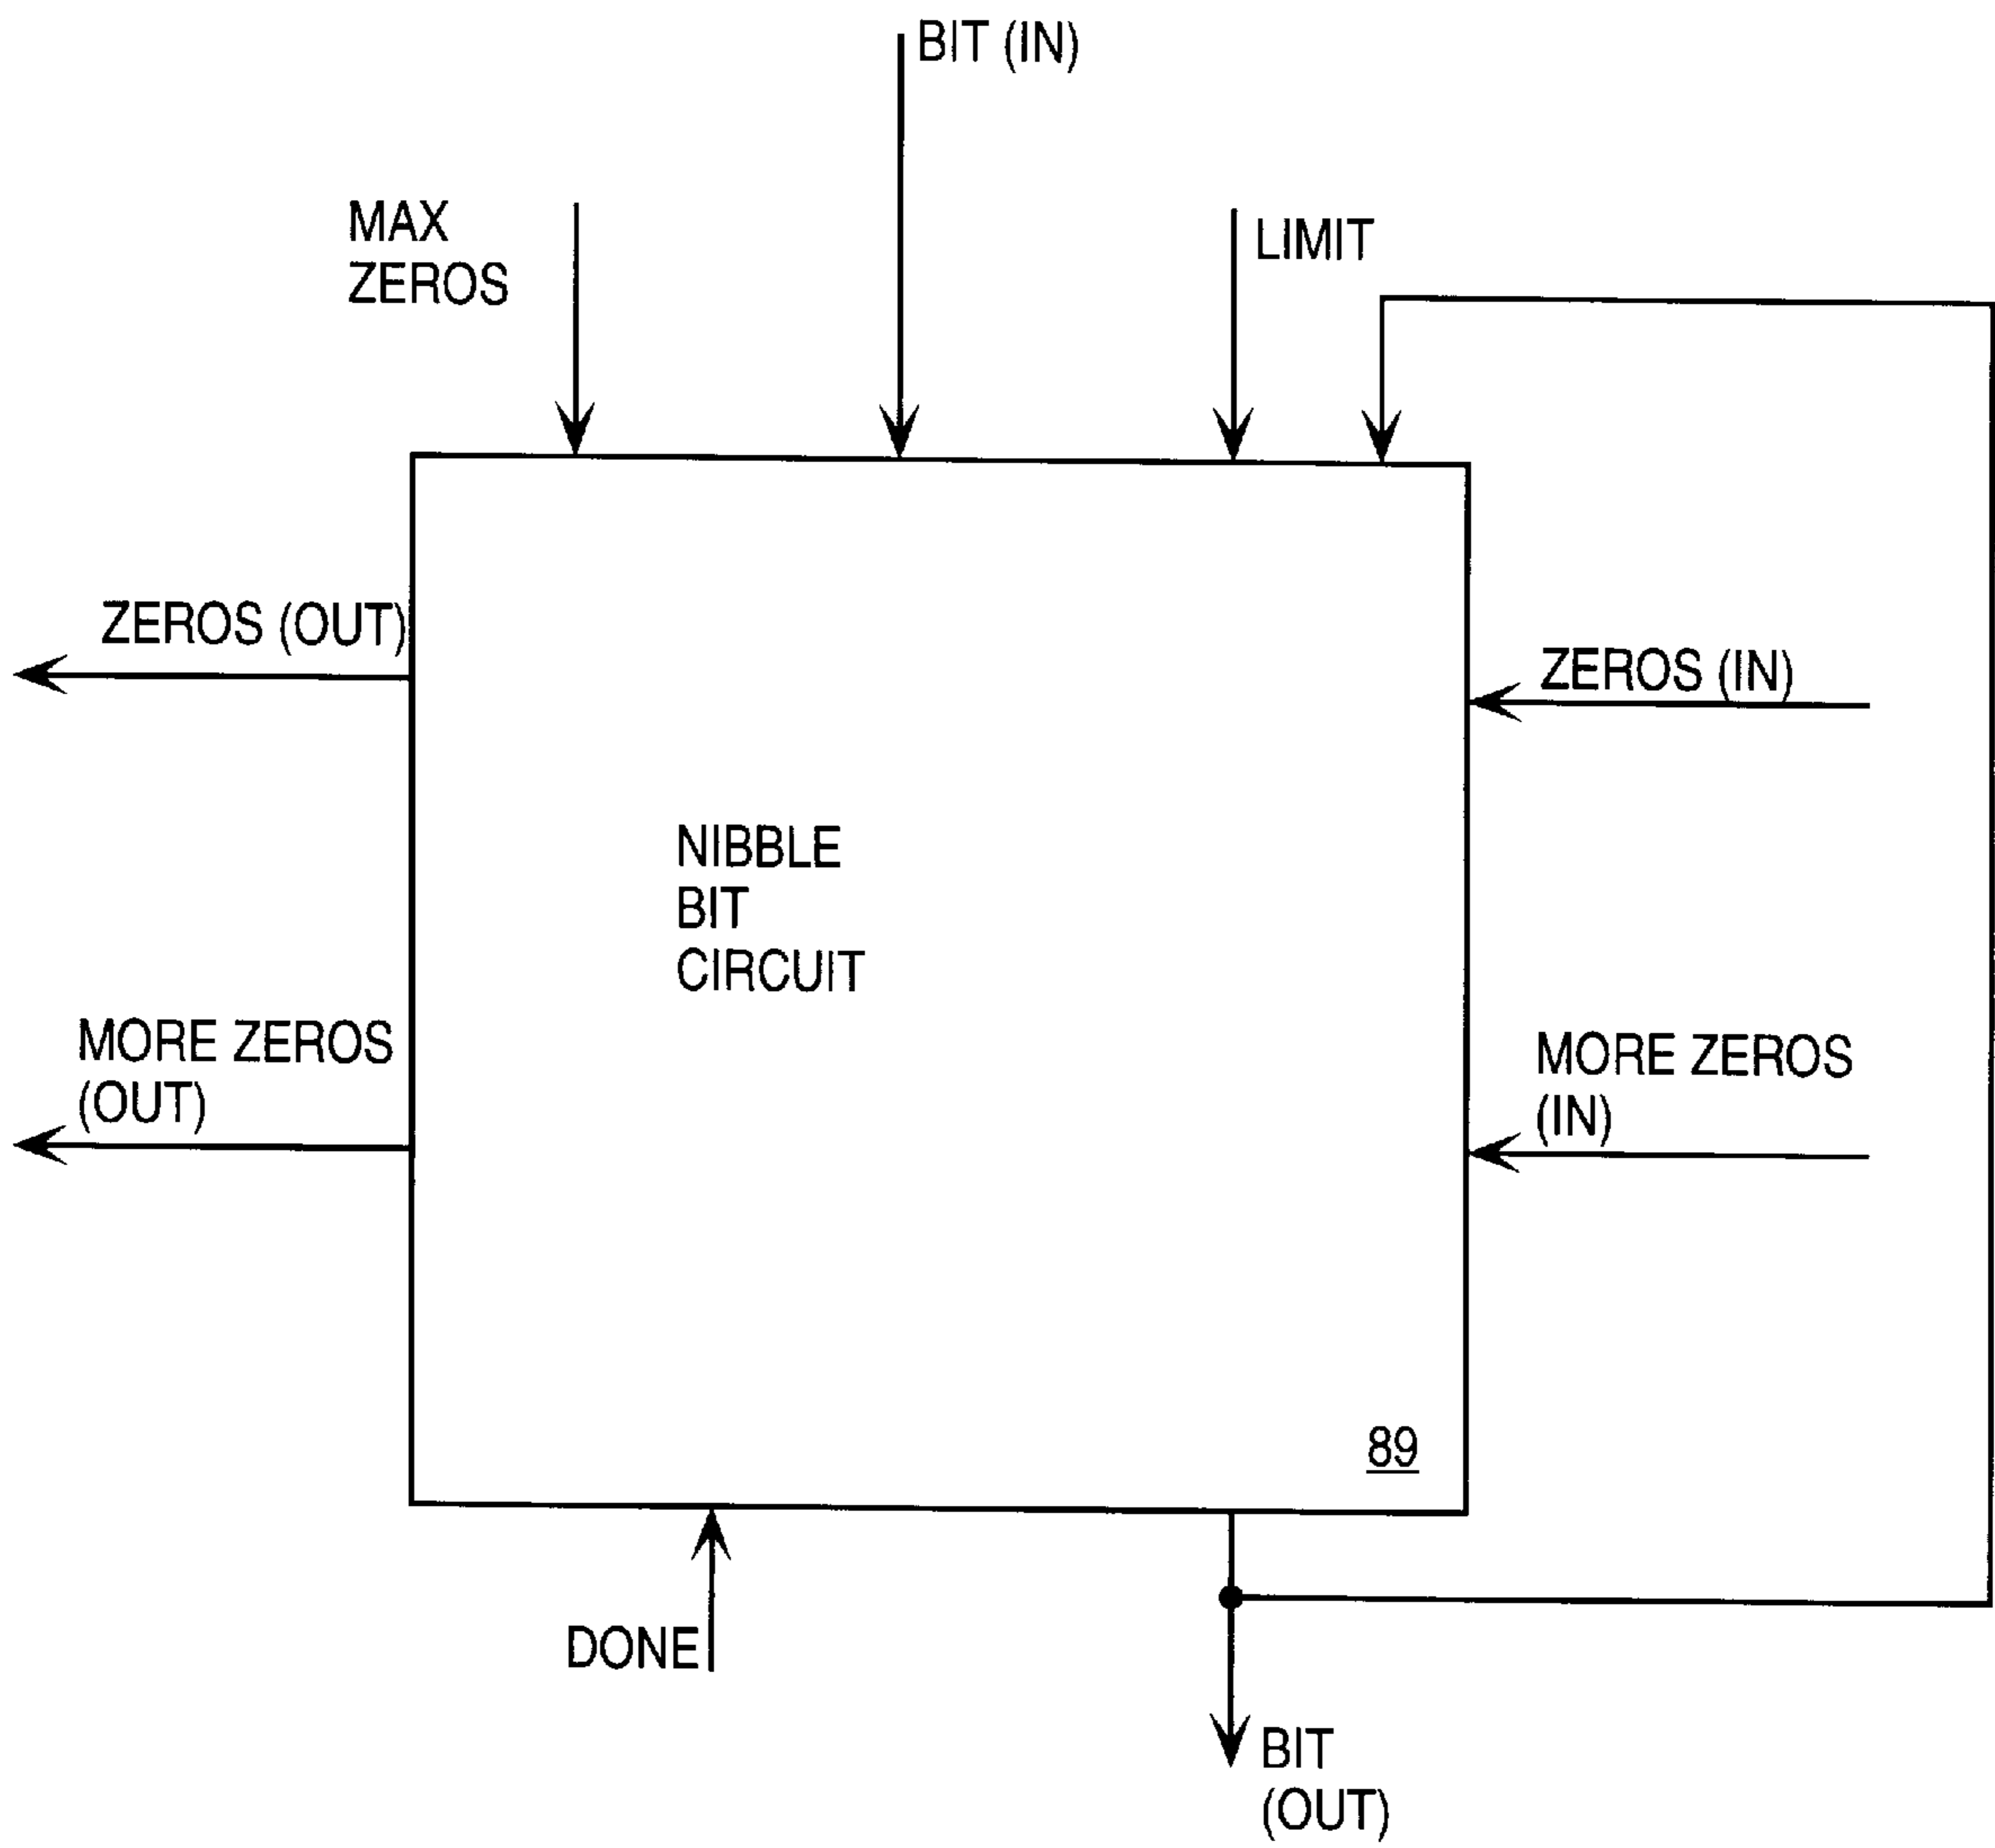 BIT (IN)
MAX
ZEROS
LIMIT
ZEROS (OUT)
ZEROS (IN)
NIBBLE
BIT
CIRCUIT
MORE ZEROS
(OUT)
MORE ZEROS
(IN)
89
DONE
BIT
(OUT)